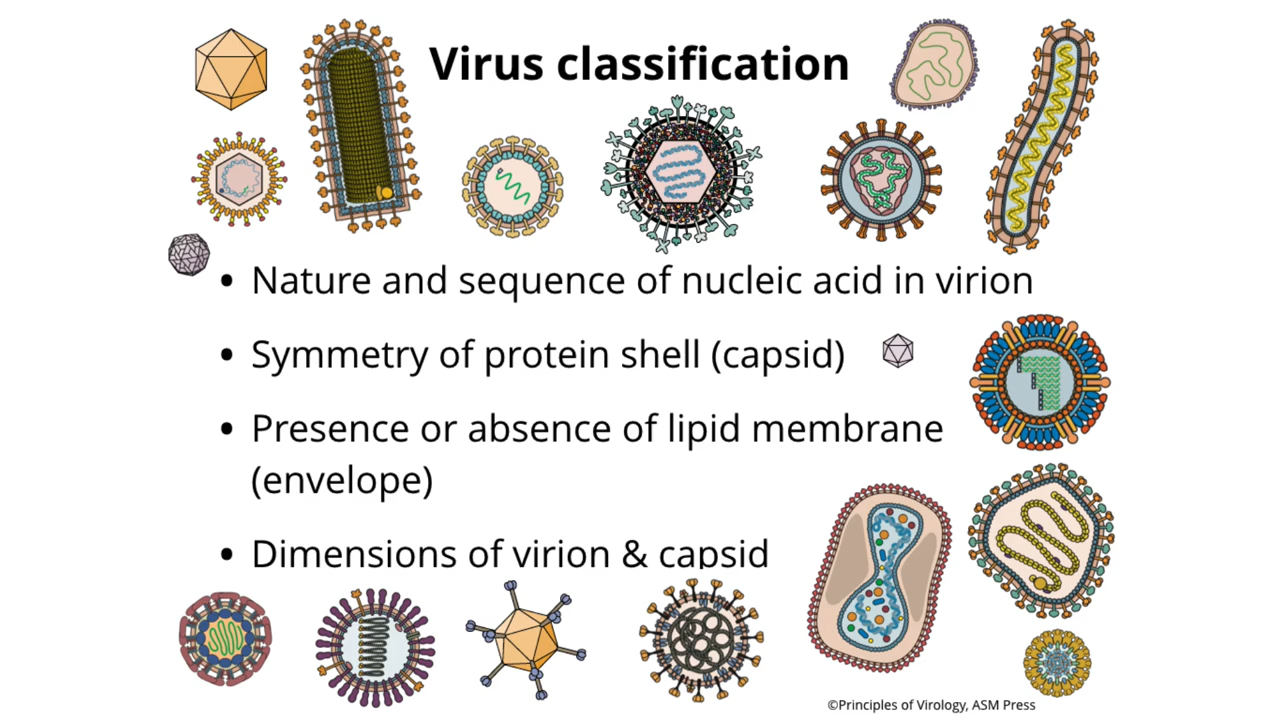 Virus classification
• Nature and sequence of nucleic acid in virion
• Symmetry of protein shell (capsid)
• Presence or absence of lipid membrane
(envelope)
• Dimensions of virion & capsid
©Principles of Virology, ASM Press